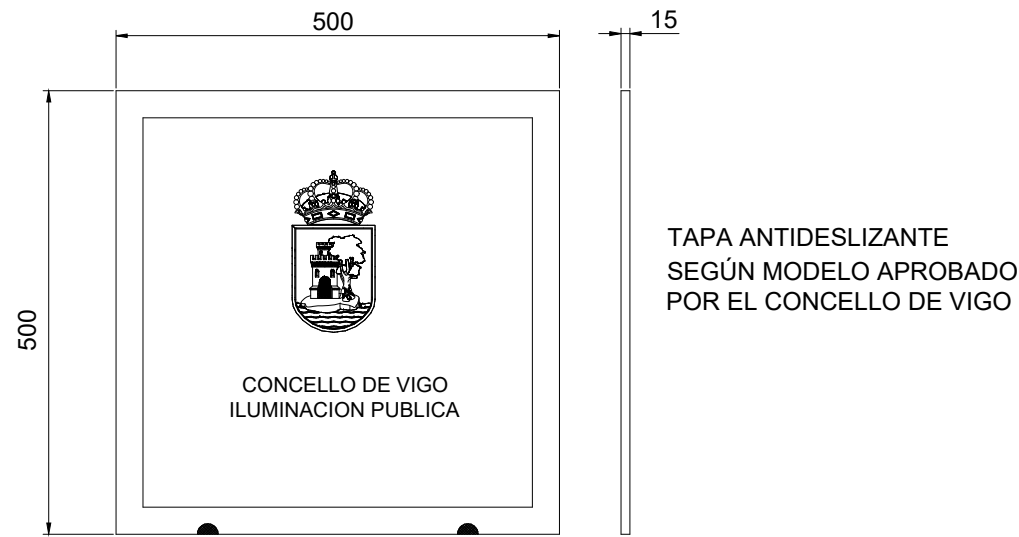 500
15
500
TAPA ANTIDESLIZANTE
SEGÚN MODELO APROBADO
POR EL CONCELLO DE VIGO
CONCELLO DE VIGO
ILUMINACION PUBLICA